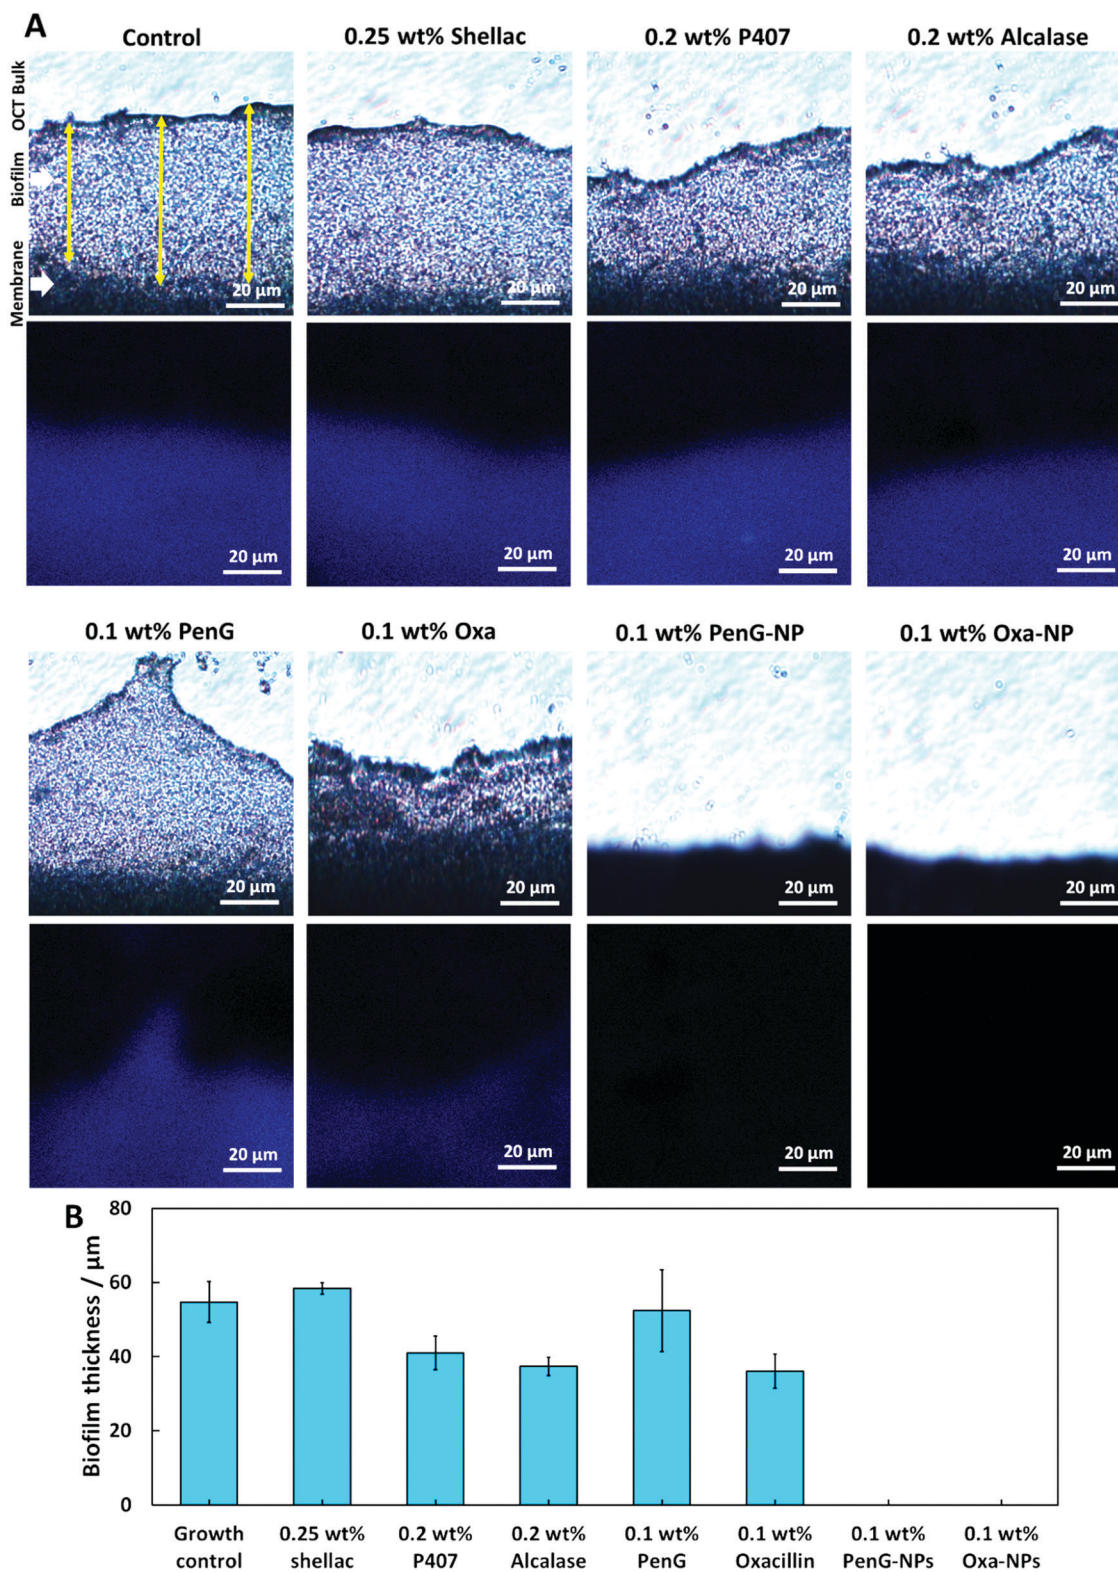 A
Control
0.25 wt% Shellac
0.2 wt% P407
0.2 wt% Alcalase
OCT Bulk
Biofilm
Membrane
20 µm
20 µm
20 µm
20 µm
20 µm
20 µm
20 µm
20 µm
0.1 wt% PenG
0.1 wt% Oxa
0.1 wt% PenG-NP
0.1 wt% Oxa-NP
20 µm
20 µm
20 µm
20 µm
20 µm
20 µm
20 µm
20 µm
B
Biofilm thickness / µm
80
60
40
20
0
Growth
control
0.25 wt%
shellac
0.2 wt%
P407
0.2 wt%
Alcalase
0.1 wt%
PenG
0.1 wt%
Oxacillin
0.1 wt%
PenG-NPs
0.1 wt%
Oxa-NPs